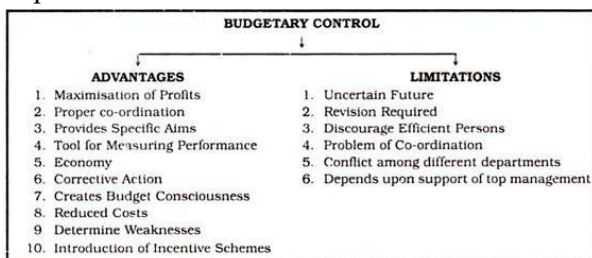 BUDGETARY CONTROL
ADVANTAGES
1. Maximisation of Profits
2. Proper co-ordination
3. Provides Specific Aims
4. Tool for Measuring Performance
5. Economy
6. Corrective Action
7. Creates Budget Consciousness
8. Reduced Costs
9 Determine Weaknesses
10. Introduction of Incentive Schemes
LIMITATIONS
1. Uncertain Future
2. Revision Required
3. Discourage Efficient Persons
4 Problem of Co-ordination
5 Conflict among different departments
6. Depends upon support of top management